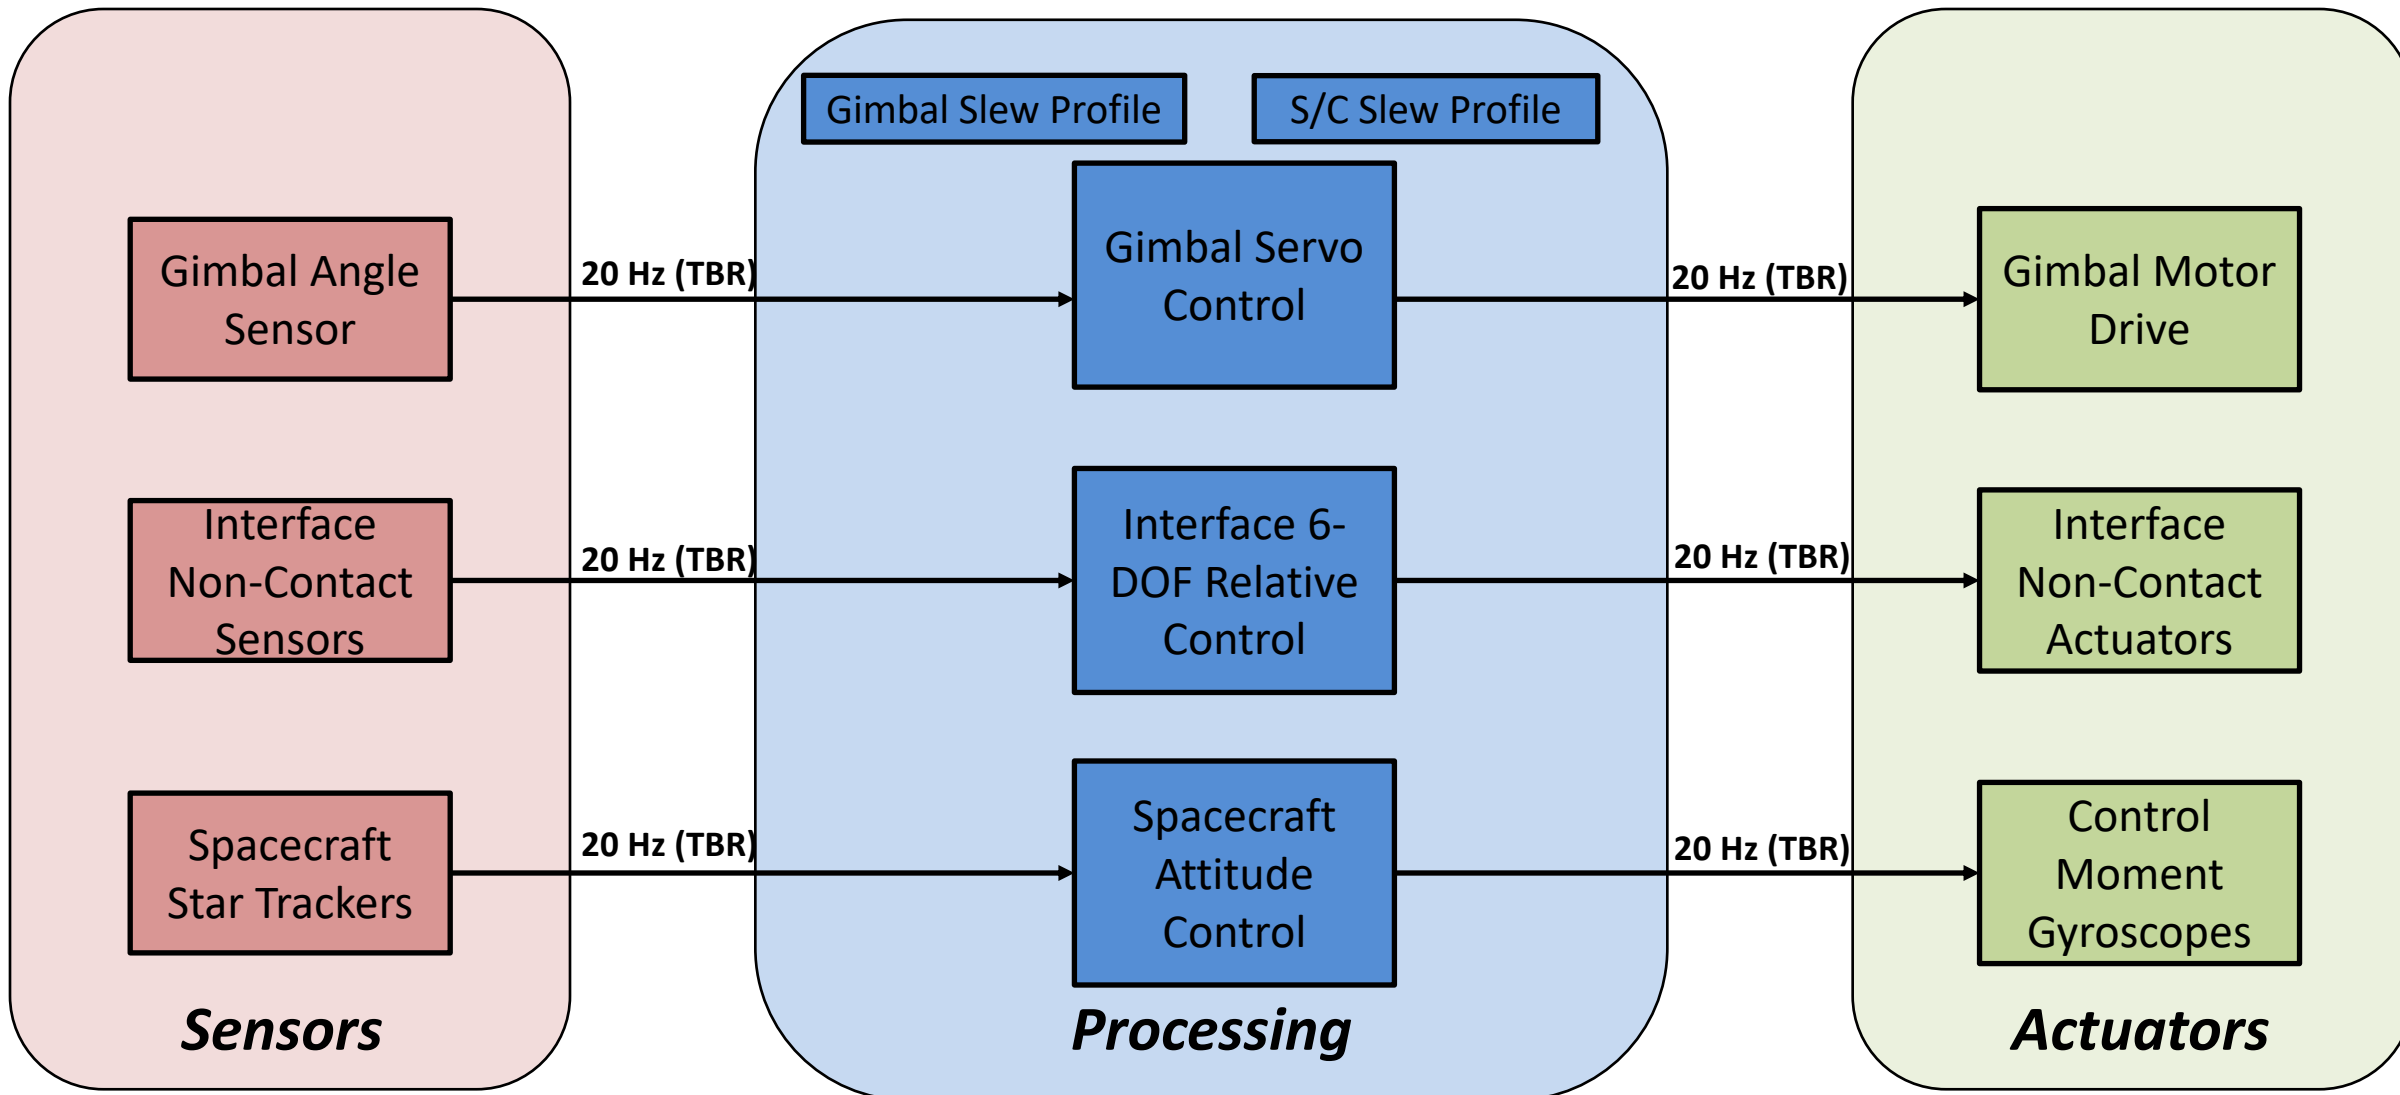 Gimbal Slew Profile
S/C Slew Profile
Gimbal Angle
Sensor
20 Hz (TBR)
Gimbal Servo
Control
20 Hz (TBR)
Gimbal Motor
Drive
Interface
Non-Contact
Sensors
20 Hz (TBR)
Interface 6-
DOF Relative
Control
20 Hz (TBR)
Interface
Non-Contact
Actuators
Spacecraft
Star Trackers
20 Hz (TBR)
Spacecraft
Attitude
Control
20 Hz (TBR)
Control
Moment
Gyroscopes
Sensors
Processing
Actuators